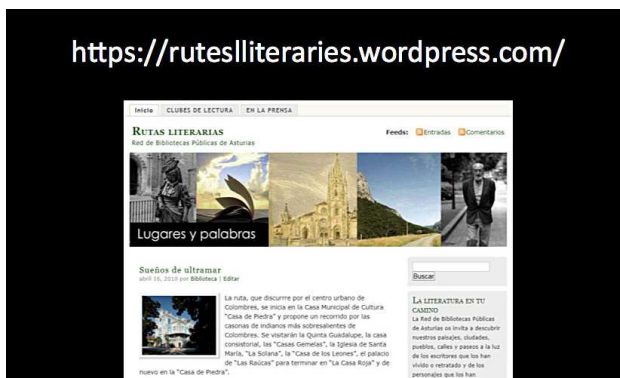 https://ruteslliteraries.wordpress.com/
Inicio CLUBES DE LECTURA EN LA PRENSA
RUTAS LITERARIAS
Red de Bibliotecas Públicas de Asturias
Feeds: Entradas Comentarios
Lugares y palabras
Sueños de ultramar
abril 16, 2010 por Biblioteca | Editar
La ruta, que discurrre por el centro urbano de
Colombres, se inicia en la Casa Municipal de Cultura
"Casa de Piedra" y propone un recorrido por las
casonas de indianos más sobresalientes de
Colombres. Se visitarán la Quinta Guadalupe, la casa
consistorial, las "Casas Gemelas", la Iglesia de Santa
María, "La Solana", la "Casa de los Leones", el palacio
de "Las Raúcas" para terminar en "La Casa Roja" y de
nuevo en la "Casa de Piedra".
Buscar
LA LITERATURA EN TU
CAMINO
La Red de Bibliotecas Públicas
de Asturias os invita a descubrir
nuestros paisajes, ciudades,
pueblos, calles y paseos a la luz
de los escritores que los han
vivido o retratado y de los
personajes que los han